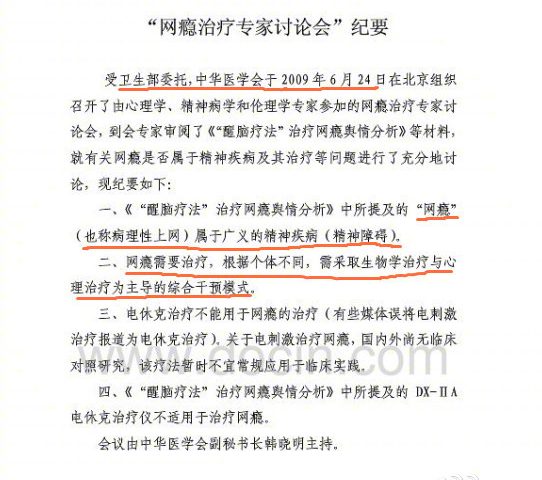 “网瘾治疗专家讨论会”纪要
受卫生部委托，中华医学会于 2009 年 6 月 24 日在北京组织
召开了由心理学、精神病学和伦理学专家参加的网瘾治疗专家讨
论会，到会专家审阅了《“醒脑疗法”治疗网瘾舆情分析》等材料，
就有关网瘾是否属于精神疾病及其治疗等问题进行了充分地讨
论，现纪要如下：
一、《“醒脑疗法”治疗网瘾舆情分析》中所提及的“网瘾”
（也称病理性上网）属于广义的精神疾病（精神障碍）。
二、网瘾需要治疗，根据个体不同，需采取生物学治疗与心
理治疗为主导的综合干预模式。
三、电休克治疗不能用于网瘾的治疗（有些媒体误将电刺激
治疗报道为电休克治疗）。关于电刺激治疗网瘾，国内外尚无临床
对照研究，该疗法暂时不宜常规应用于临床实践。
www.docin.com
四、《“醒脑疗法”治疗网瘾舆情分析》中所提及的 DX-ⅡA
电休克治疗仪不适用于治疗网瘾。
会议由中华医学会副秘书长韩晓明主持。